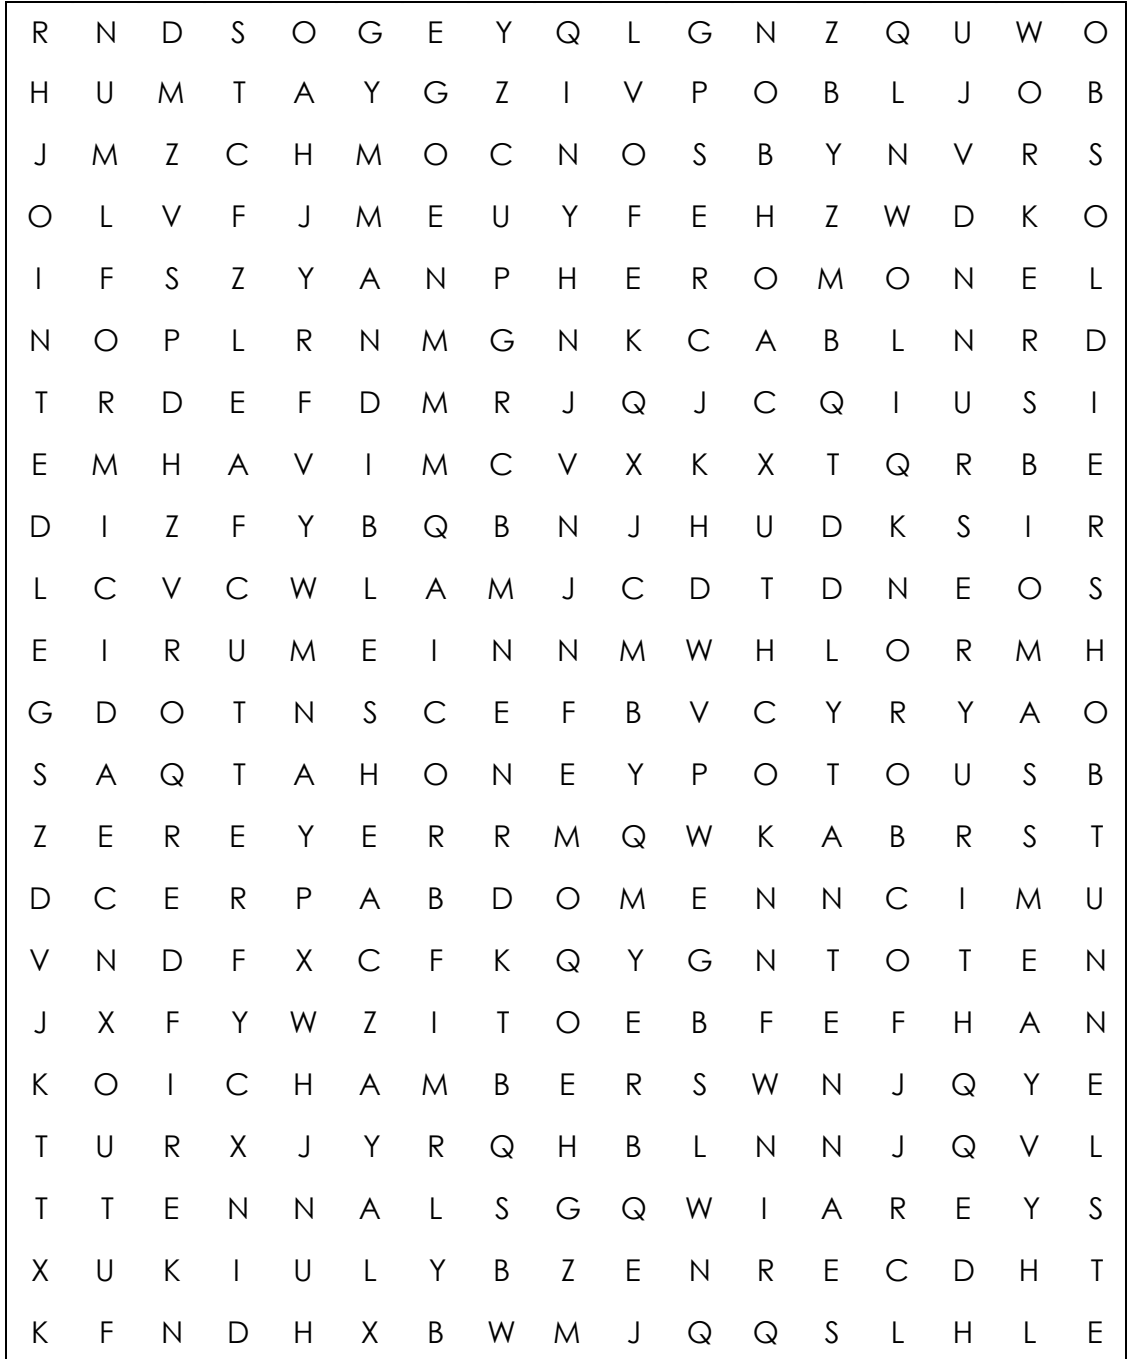 R N D S O G E Y Q L G N Z Q U W O
H U M T A Y G Z I V P O B L J O B
J M Z C H M O C N O S B Y N V R S
O L V F J M E U Y F E H Z W D K O
I F S Z Y A N P H E R O M O N E L
N O P L R N M G N K C A B L N R D
T R D E F D M R J Q J C Q I U S I
E M H A V I M C V X K X T Q R B E
D I Z F Y B Q B N J H U D K S I R
L C V C W L A M J C D T D N E O S
E I R U M E I N N M W H L O R M H
G D O T N S C E F B V C Y R Y A O
S A Q T A H O N E Y P O T O U S B
Z E R E Y E R R M Q W K A B R S T
D C E R P A B D O M E N N C I M U
V N D F X C F K Q Y G N T O T E N
J X F Y W Z I T O E B F E F H A N
K O I C H A M B E R S W N J Q Y E
T U R X J Y R Q H B L N N J Q V L
T T E N N A L S G Q W I A R E Y S
X U K I U L Y B Z E N R E C D H T
K F N D H X B W M J Q Q S L H L E